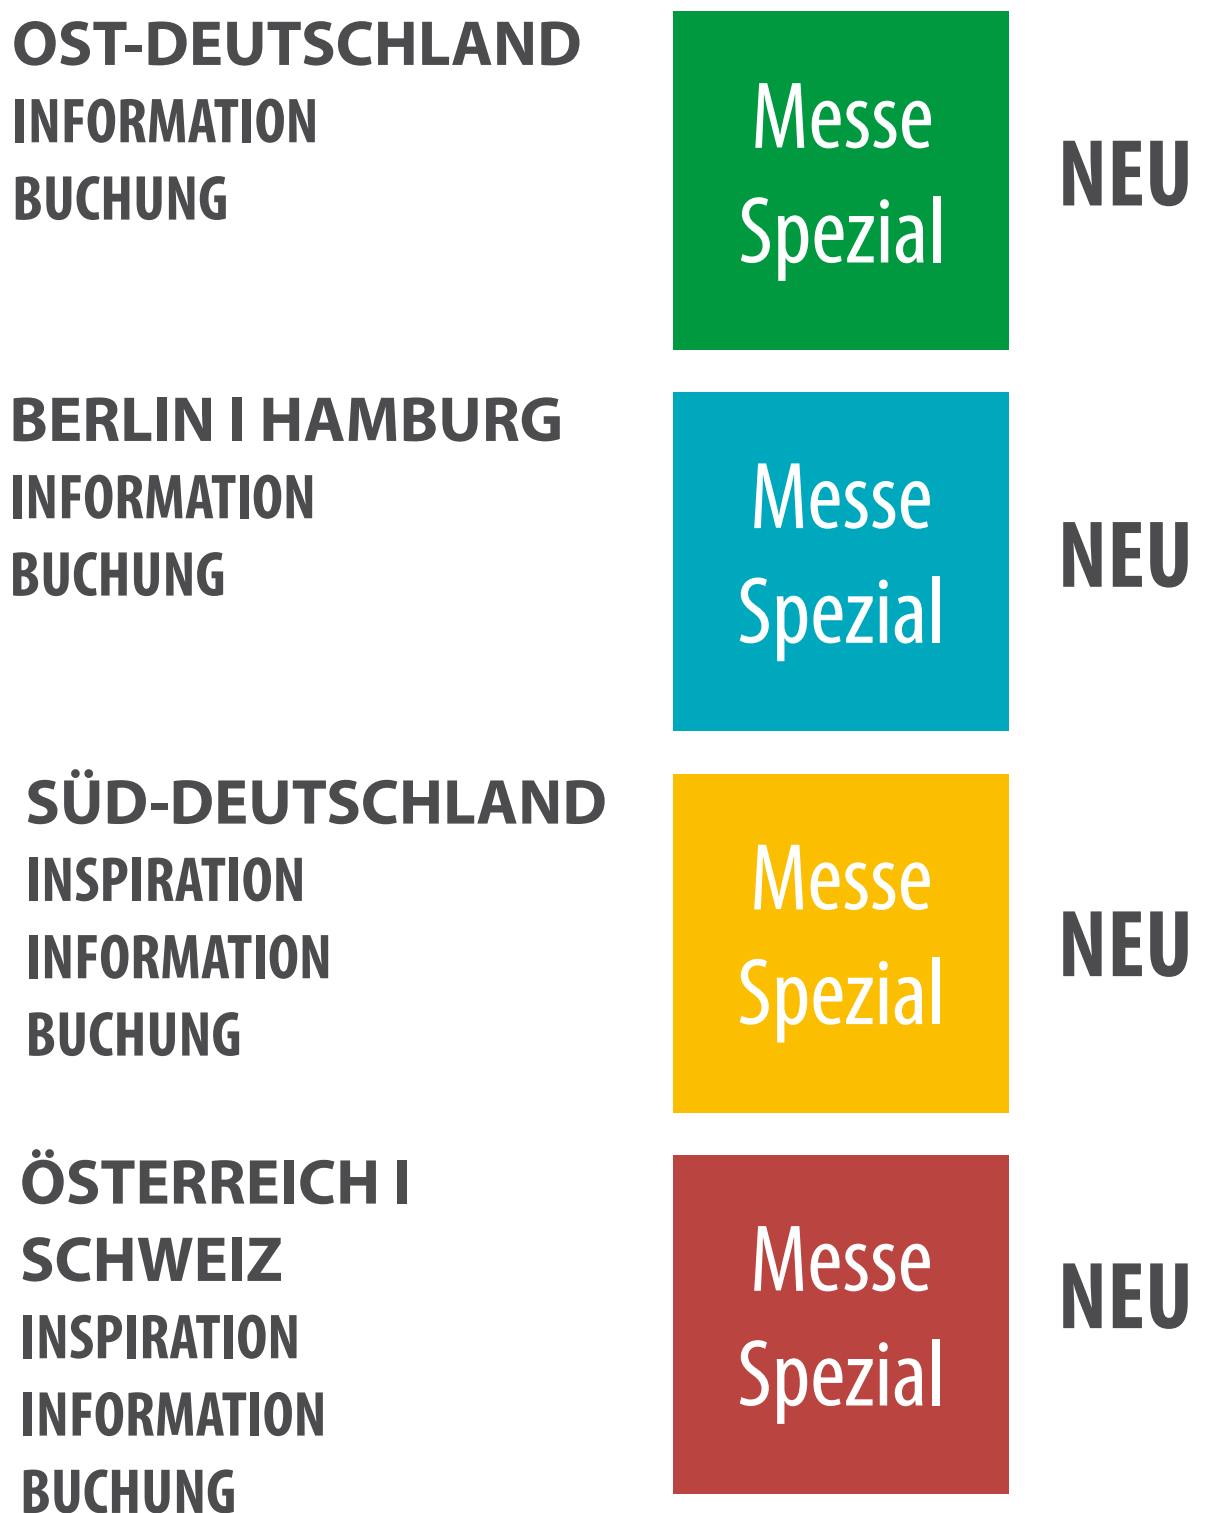 OST-DEUTSCHLAND
INFORMATION
BUCHUNG
Messe
Spezial
NEU
BERLIN I HAMBURG
INFORMATION
BUCHUNG
Messe
Spezial
NEU
SÜD-DEUTSCHLAND
INSPIRATION
INFORMATION
BUCHUNG
Messe
Spezial
NEU
ÖSTERREICH I
SCHWEIZ
INSPIRATION
INFORMATION
BUCHUNG
Messe
Spezial
NEU